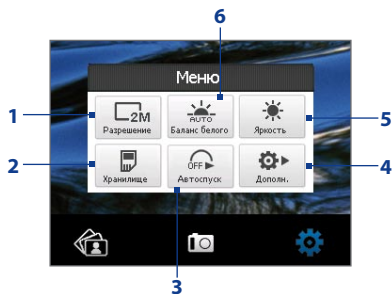 6
Меню
1
2M
AUTO
5
Разрешение
Баланс белого
Яркость
2
OFF
4
Хранилище
Автоспуск
Дополн.
3